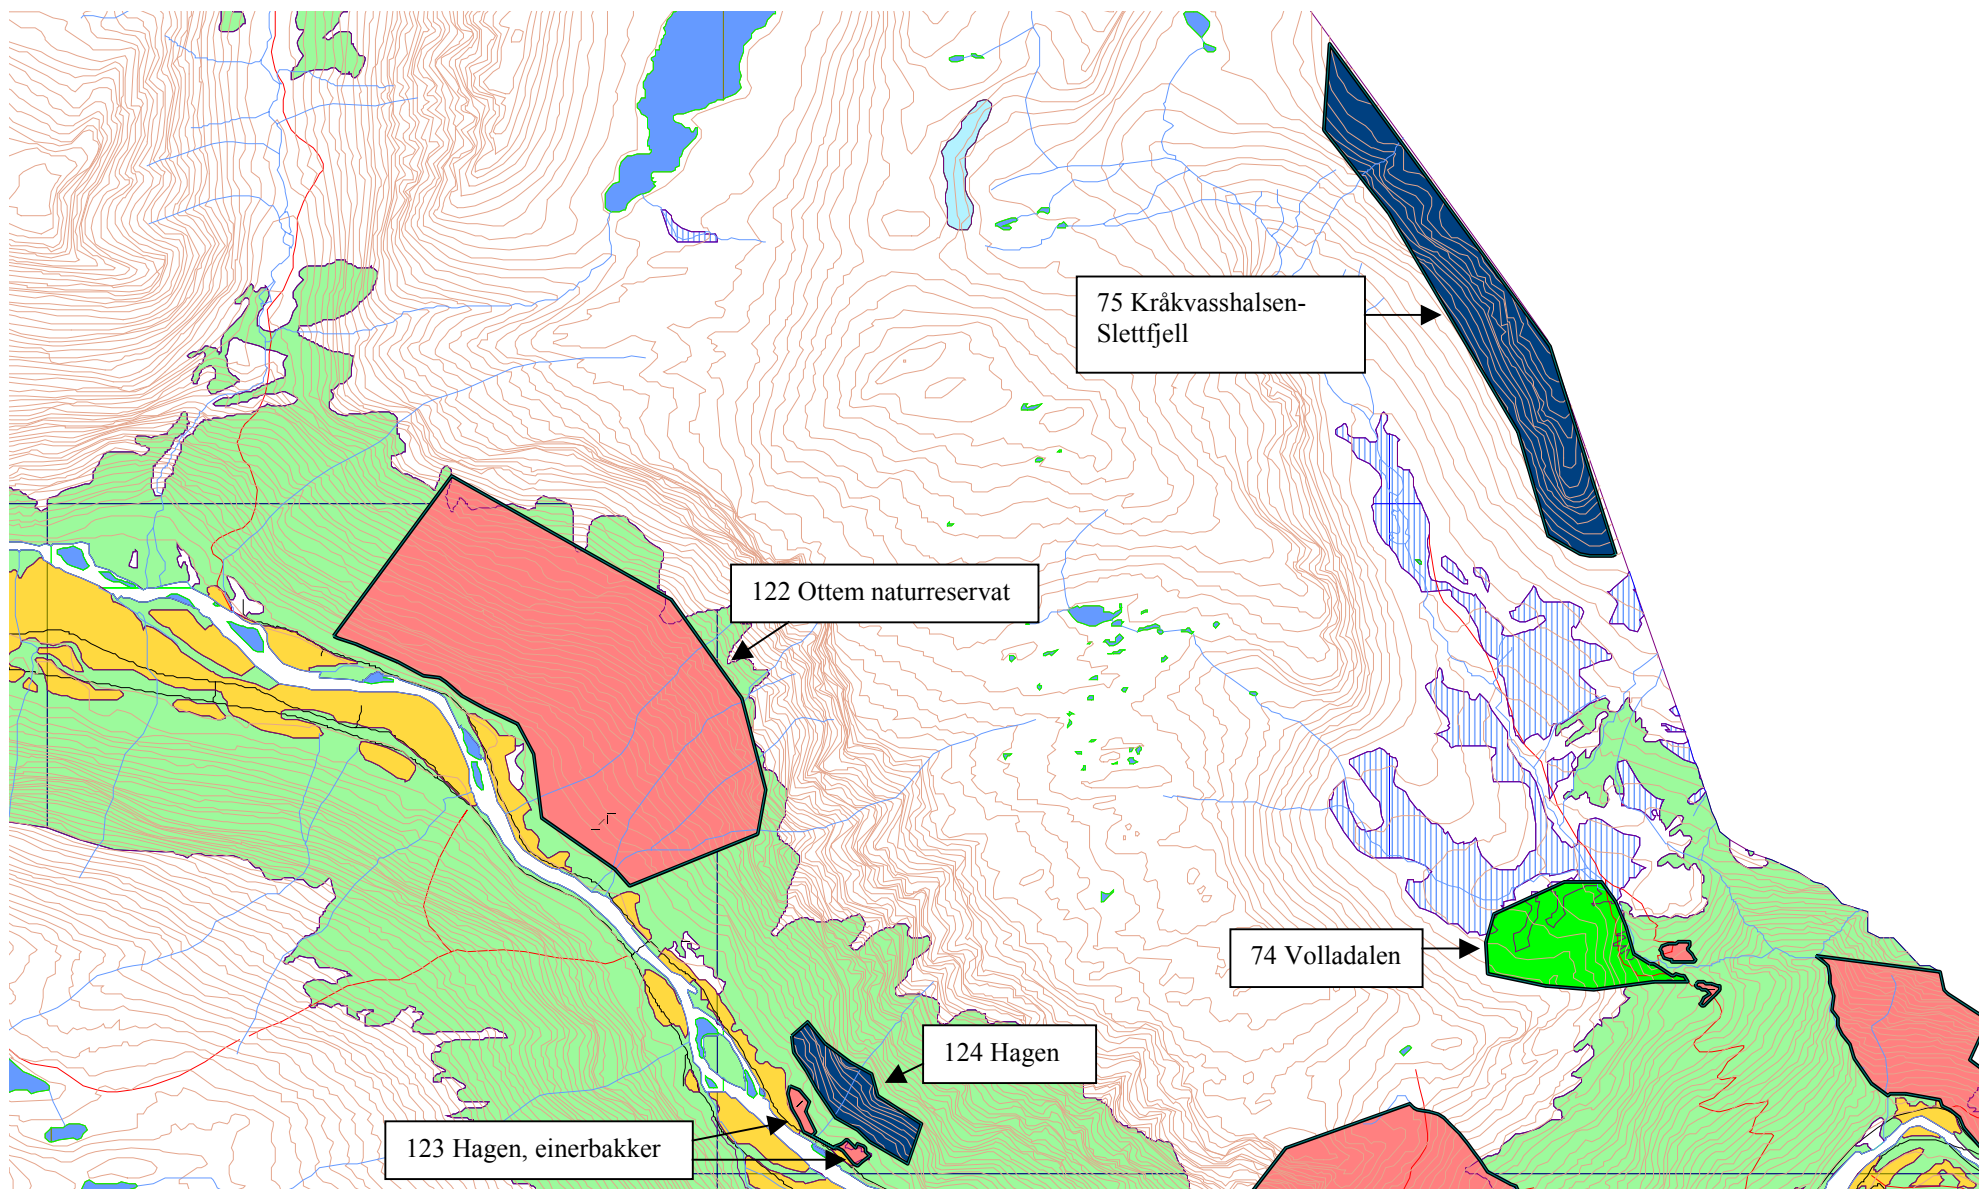 75 Kråkvasshalsen-
Slettfjell
122 Ottem naturreservat
74 Volladalen
124 Hagen
123 Hagen, einerbakker